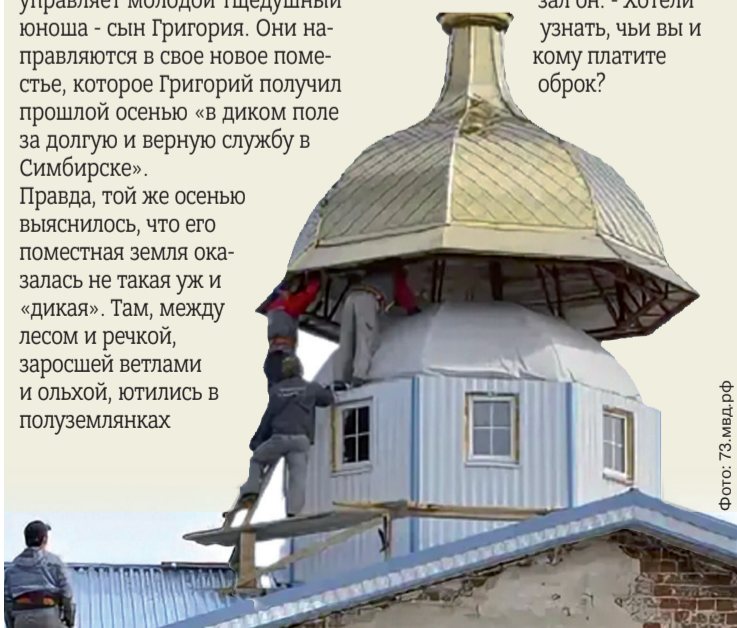 управляет молодой тщедушный
юноша - сын Григория. Они на-
правляются в свое новое поме-
стье, которое Григорий получил
прошлой осенью «в диком поле
за долгую и верную службу в
Симбирске».
Правда, той же осенью
выяснилось, что его
поместная земля ока-
залась не такая уж и
«дикая». Там, между
лесом и речкой,
заросшей ветлами
и ольхой, ютились в
полуземлянках
зал он. - Хотели
узнать, чьи вы и
кому платите
оброк?
Фото: 73.мвд.рф